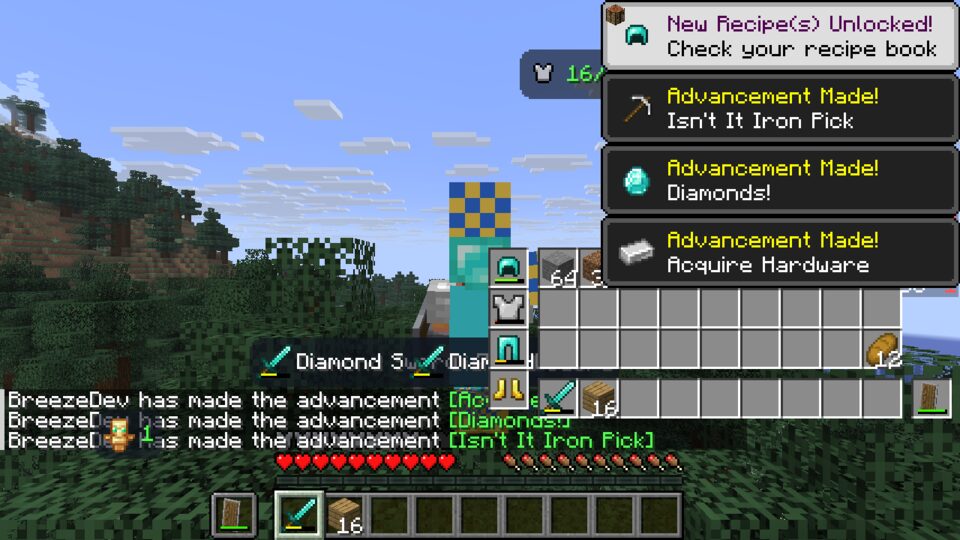 New Recipe(s) Unlocked!
Check your recipe book
16/
Advancement Made!
Isn't It Iron Pick
Advancement Made!
Diamonds!
Advancement Made!
Acquire Hardware
64
12
Diamond
BreezeDev has made the advancement
16
BreezeDev has made the advancement [Diamonds!]
1
BreezeDev has made the advancement [Isn't It Iron Pick]
16